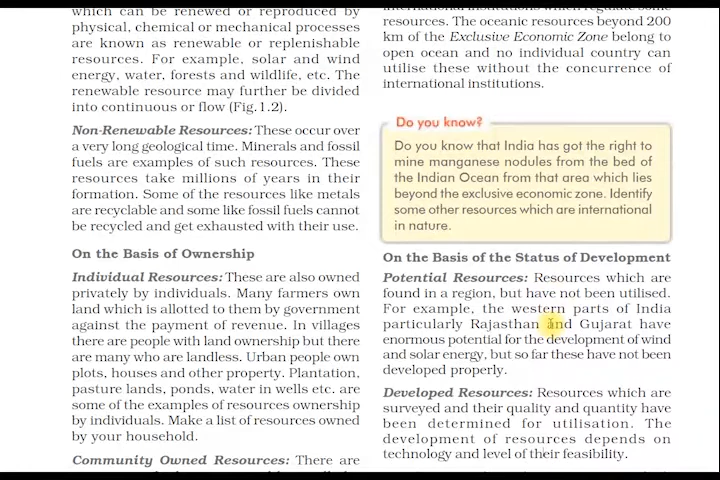 which can be renewed or reproduced by
physical, chemical or mechanical processes
are known as renewable or replenishable
resources. For example, solar and wind
energy, water, forests and wildlife, etc. The
renewable resource may further be divided
into continuous or flow (Fig.1.2).
Non-Renewable Resources: These occur over
a very long geological time. Minerals and fossil
fuels are examples of such resources. These
resources take millions of years in their
formation. Some of the resources like metals
are recyclable and some like fossil fuels cannot
be recycled and get exhausted with their use.
On the Basis of Ownership
Individual Resources: These are also owned
privately by individuals. Many farmers own
land which is allotted to them by government
against the payment of revenue. In villages
there are people with land ownership but there
are many who are landless. Urban people own
plots, houses and other property. Plantation,
pasture lands, ponds, water in wells etc. are
some of the examples of resources ownership
by individuals. Make a list of resources owned
by your household.
Community Owned Resources: There are
international institutions which regulate some
resources. The oceanic resources beyond 200
km of the Exclusive Economic Zone belong to
open ocean and no individual country can
utilise these without the concurrence of
international institutions.
Do you know?
Do you know that India has got the right to
mine manganese nodules from the bed of
the Indian Ocean from that area which lies
beyond the exclusive economic zone. Identify
some other resources which are international
in nature.
On the Basis of the Status of Development
Potential Resources: Resources which are
found in a region, but have not been utilised.
For example, the western parts of India
particularly Rajasthan and Gujarat have
enormous potential for the development of wind
and solar energy, but so far these have not been
developed properly.
Developed Resources: Resources which are
surveyed and their quality and quantity have
been determined for utilisation. The
development of resources depends on
technology and level of their feasibility.